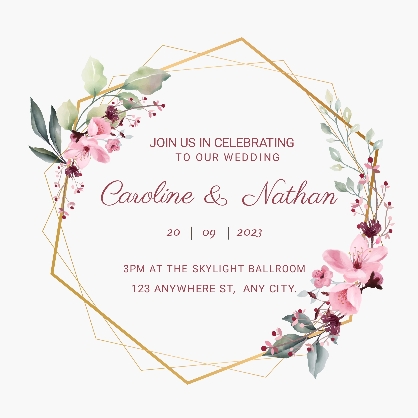 JOIN US IN CELEBRATING
TO OUR WEDDING
Caroline & Nathan
20 | 09 | 2023
3PM AT THE SKYLIGHT BALLROOM
123 ANYWHERE ST, ANY CITY.